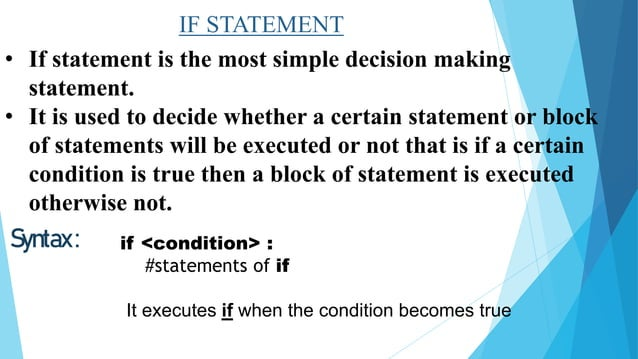 IF STATEMENT
• If statement is the most simple decision making
statement.
• It is used to decide whether a certain statement or block
of statements will be executed or not that is if a certain
condition is true then a block of statement is executed
otherwise not.
Syntax: if <condition> :
#statements of if
It executes if when the condition becomes true